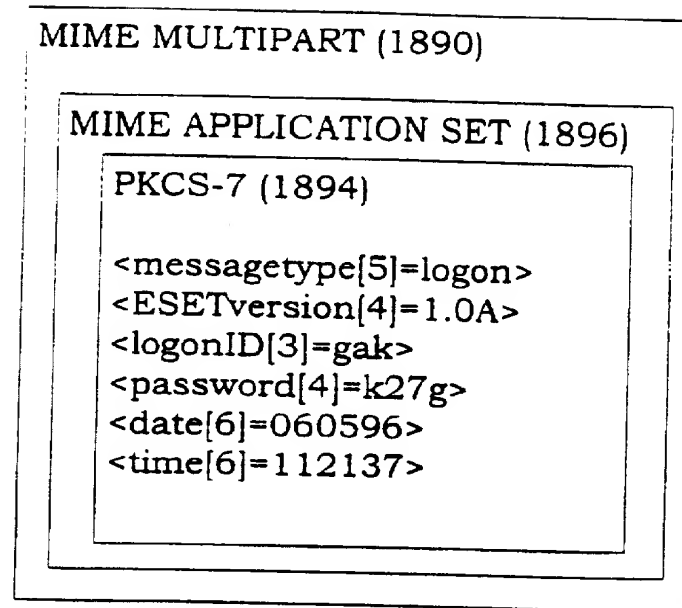 MIME MULTIPART (1890)
MIME APPLICATION SET (1896)
PKCS-7 (1894)
<messagetype[5]=logon>
<ESETversion[4]=1.0A>
<logonID[3]=gak>
<password[4]=k27g>
<date[6]=060596>
<time[6]=112137>